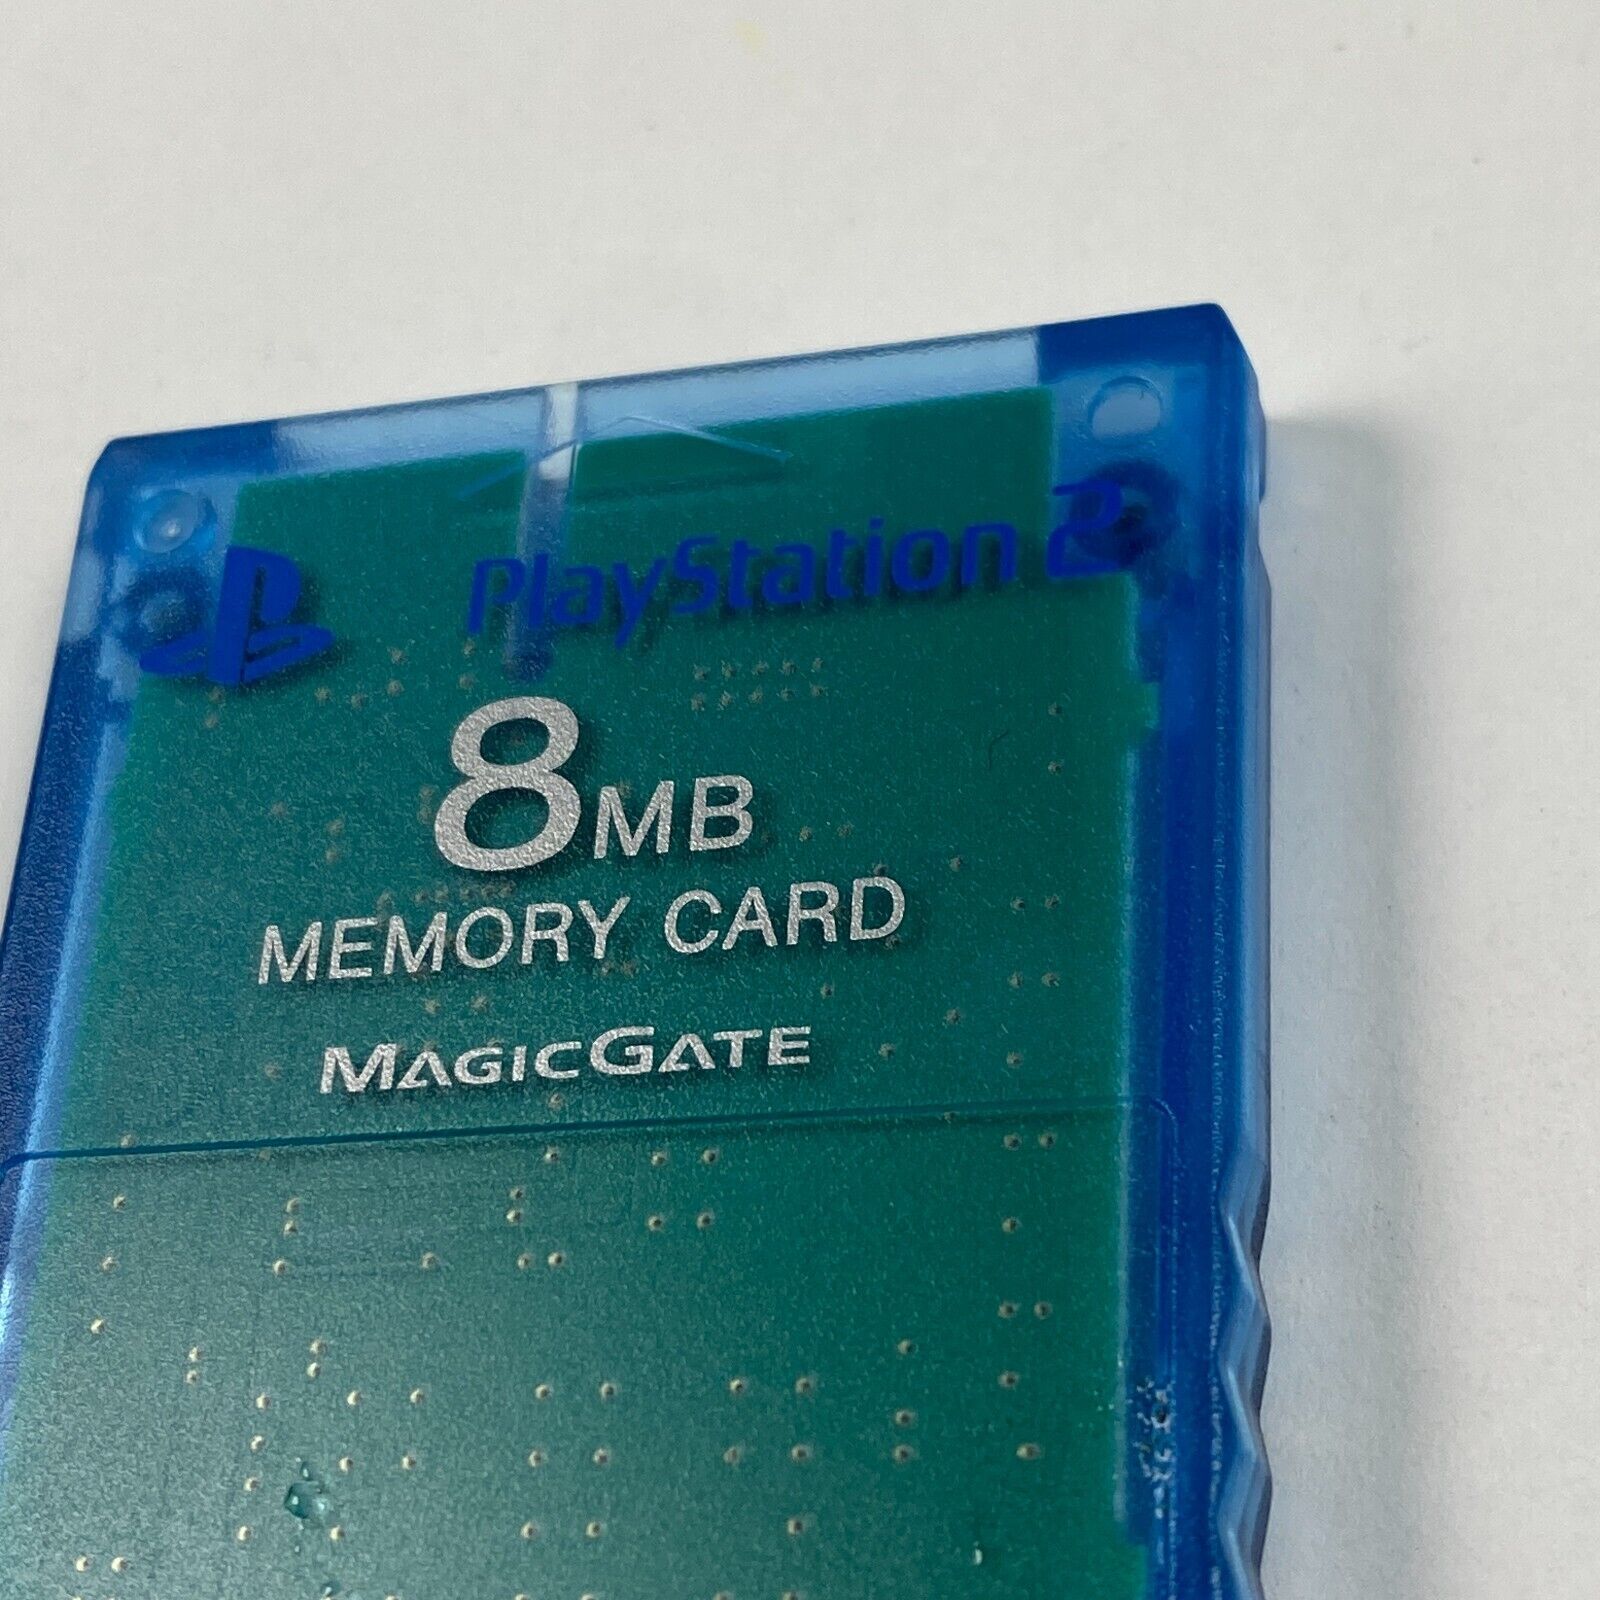 PlayStation 2
8MB
MEMORY CARD
MAGICGATE